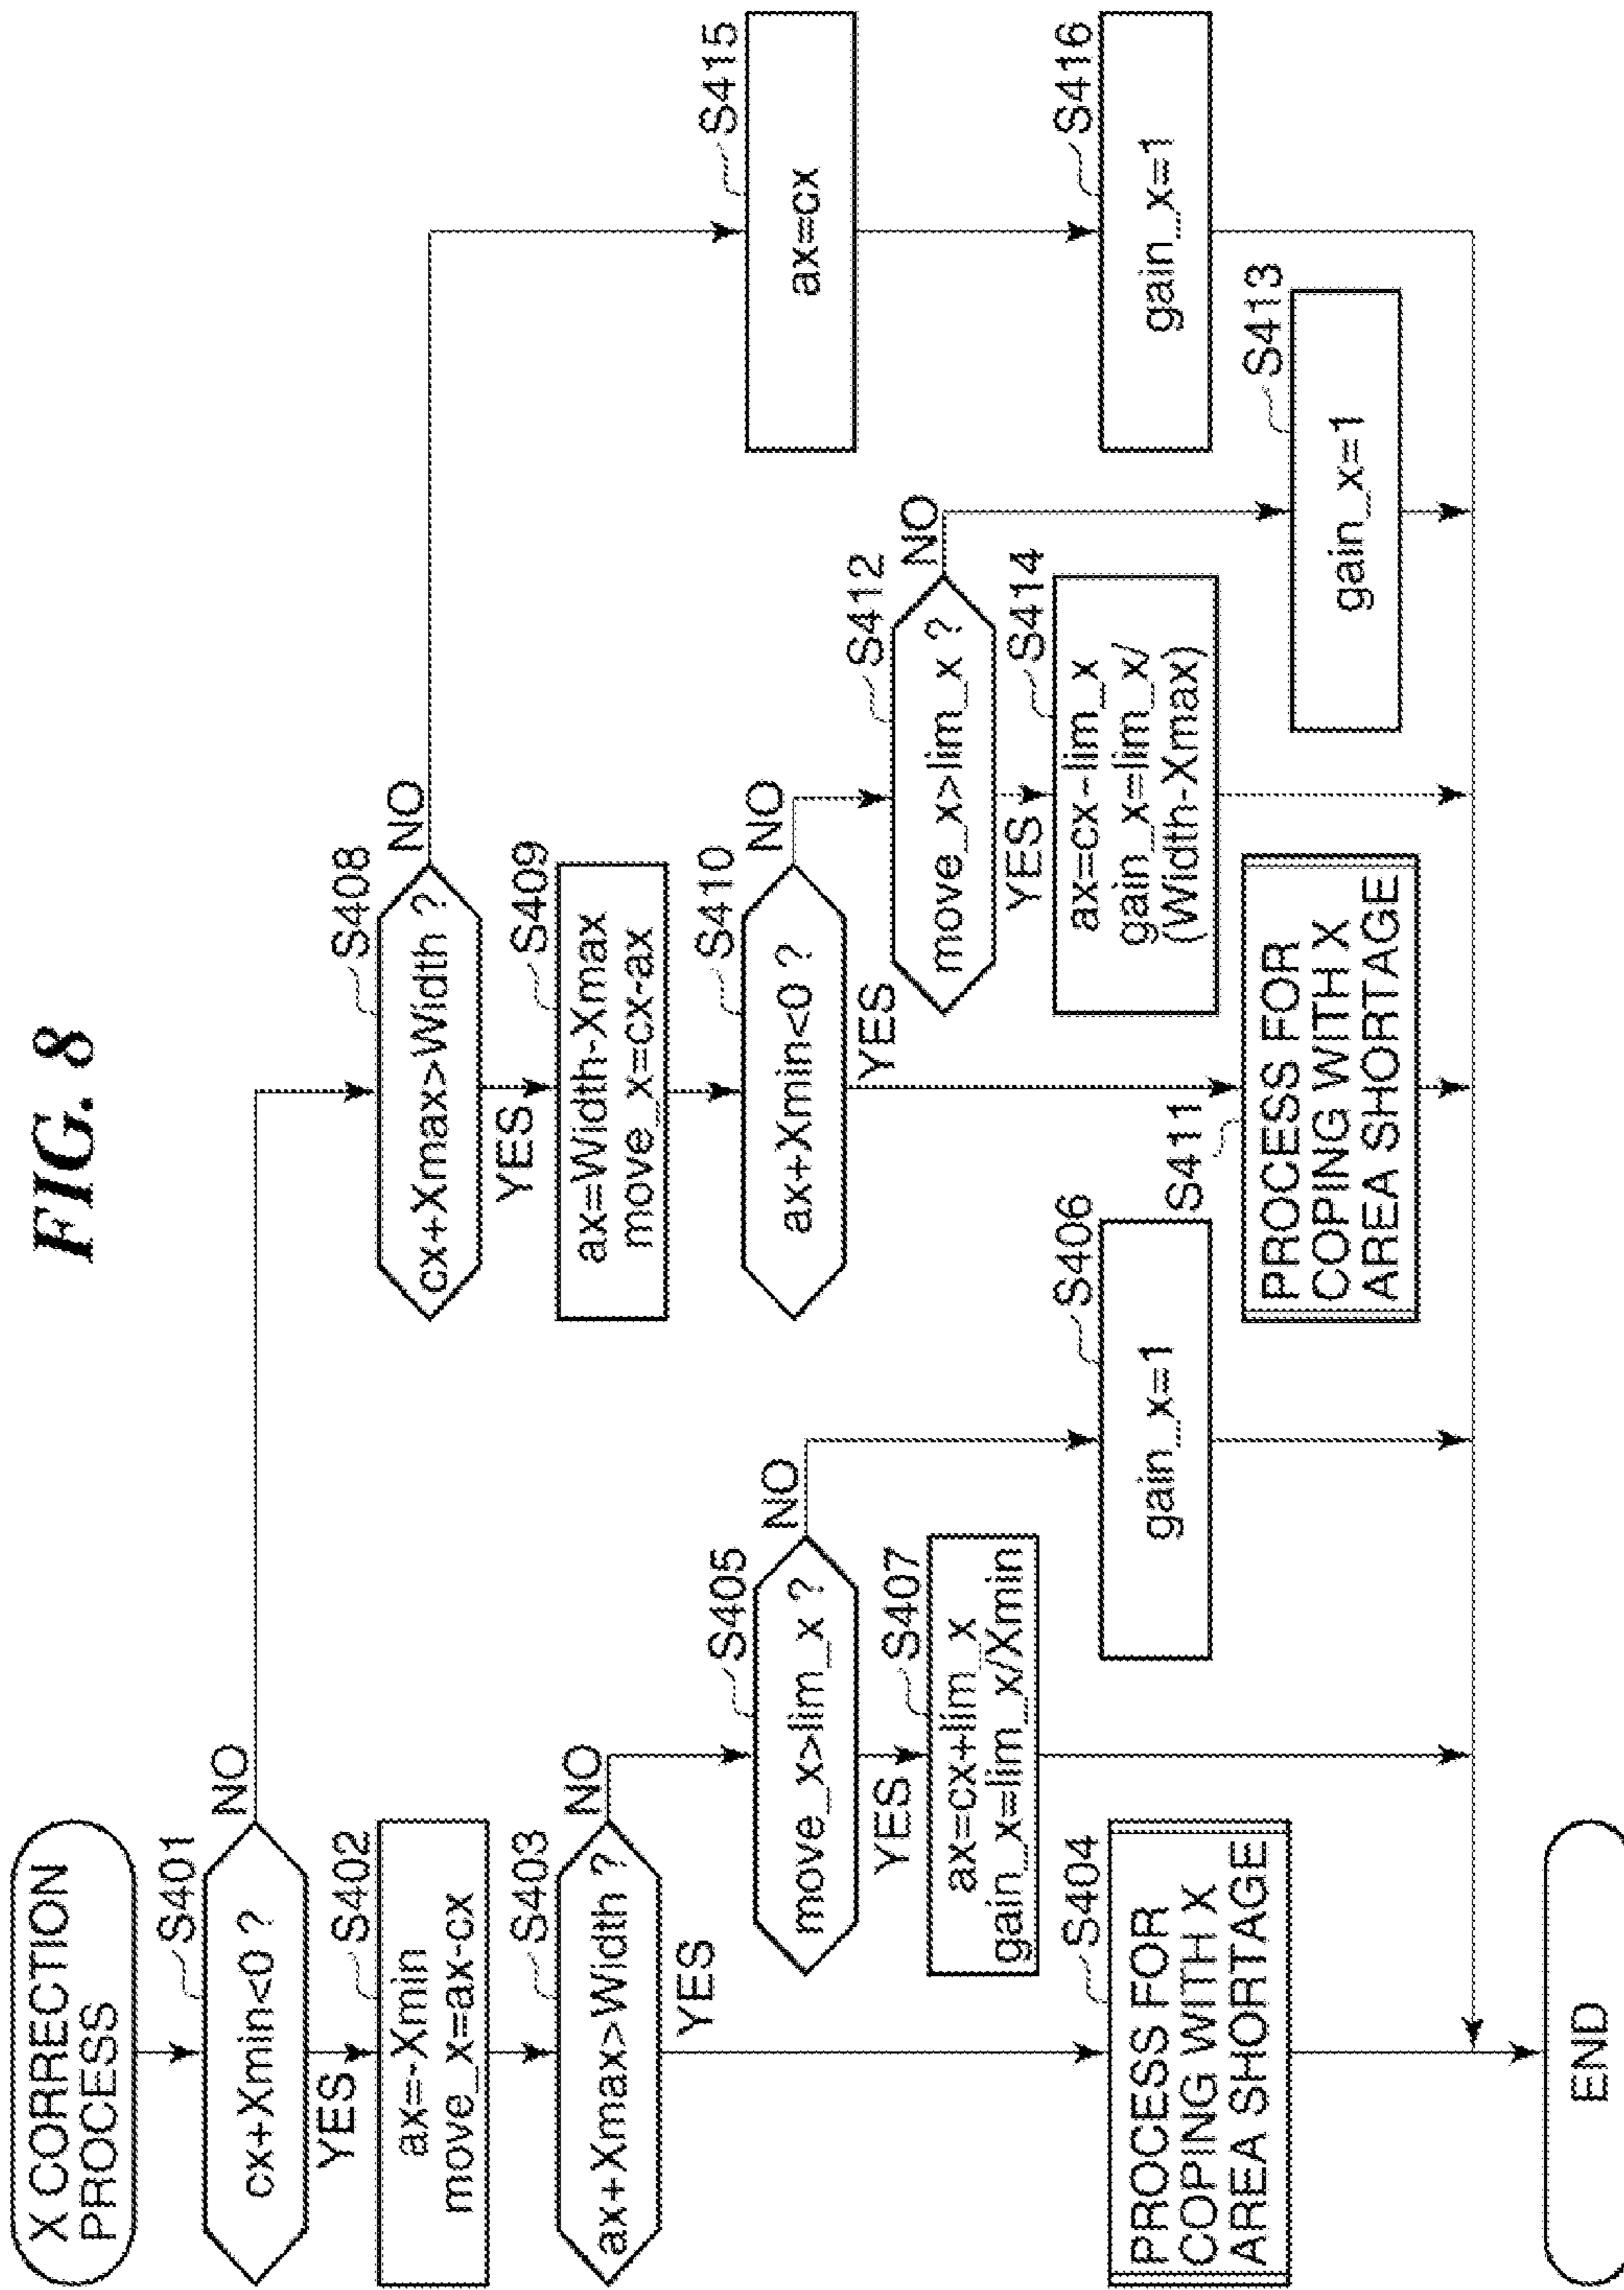 FIG. 8
X CORRECTION
PROCESS
S401
cx+Xmin<0 ?
NO
YES
S402
ax=-Xmin
move_x=ax-cx
S403
ax+Xmax>Width ?
NO
YES
S404
PROCESS FOR
COPING WITH X
AREA SHORTAGE
S405
move_x>lim_x ?
NO
YES
S407
ax=cx+lim_x
gain_x=lim_x/Xmin
S406
gain_x=1
S408
cx+Xmax>Width ?
NO
YES
S409
ax=Width-Xmax
move_x=cx-ax
S410
ax+Xmin<0 ?
NO
YES
S411
PROCESS FOR
COPING WITH X
AREA SHORTAGE
S412
move_x>lim_x ?
NO
YES
S414
ax=cx-lim_x
gain_x=lim_x/
(Width-Xmax)
S413
gain_x=1
S415
ax=cx
S416
gain_x=1
END